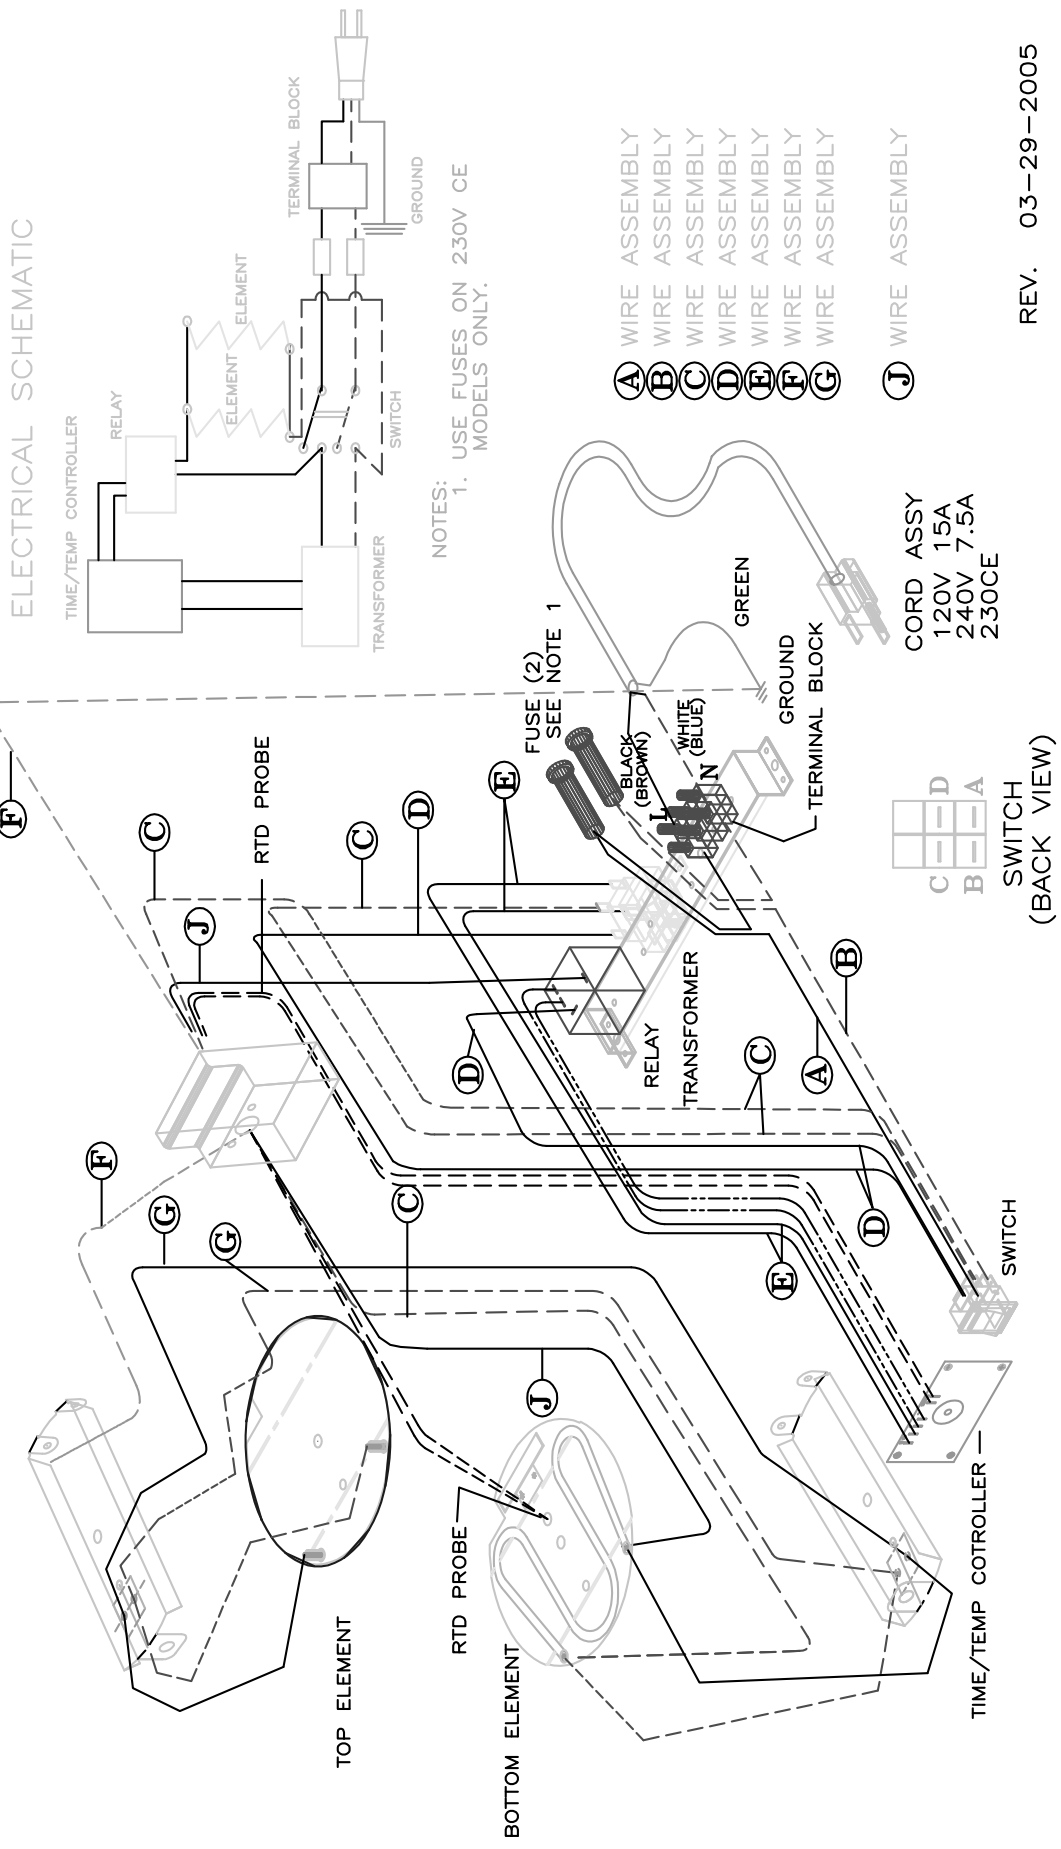 ELECTRICAL SCHEMATIC
TIME/TEMP CONTROLLER
RELAY
ELEMENT
ELEMENT
TERMINAL BLOCK
GROUND
SWITCH
TRANSFORMER
NOTES:
1. USE FUSES ON 230V CE
MODELS ONLY.
F
C
J
RTD PROBE
C
D
E
FUSE (2)
SEE NOTE 1
BLACK
(BROWN)
WHITE
(BLUE)
L
N
GREEN
GROUND
TERMINAL BLOCK
CORD ASSY
120V 15A
240V 7.5A
230CE
A WIRE ASSEMBLY
B WIRE ASSEMBLY
C WIRE ASSEMBLY
D WIRE ASSEMBLY
E WIRE ASSEMBLY
F WIRE ASSEMBLY
G WIRE ASSEMBLY
J WIRE ASSEMBLY
REV. 03-29-2005
C D
B A
SWITCH
(BACK VIEW)
D
RELAY
TRANSFORMER
C
A
B
F
G
G
C
J
E
D
SWITCH
TOP ELEMENT
RTD PROBE
BOTTOM ELEMENT
TIME/TEMP COTROLLER